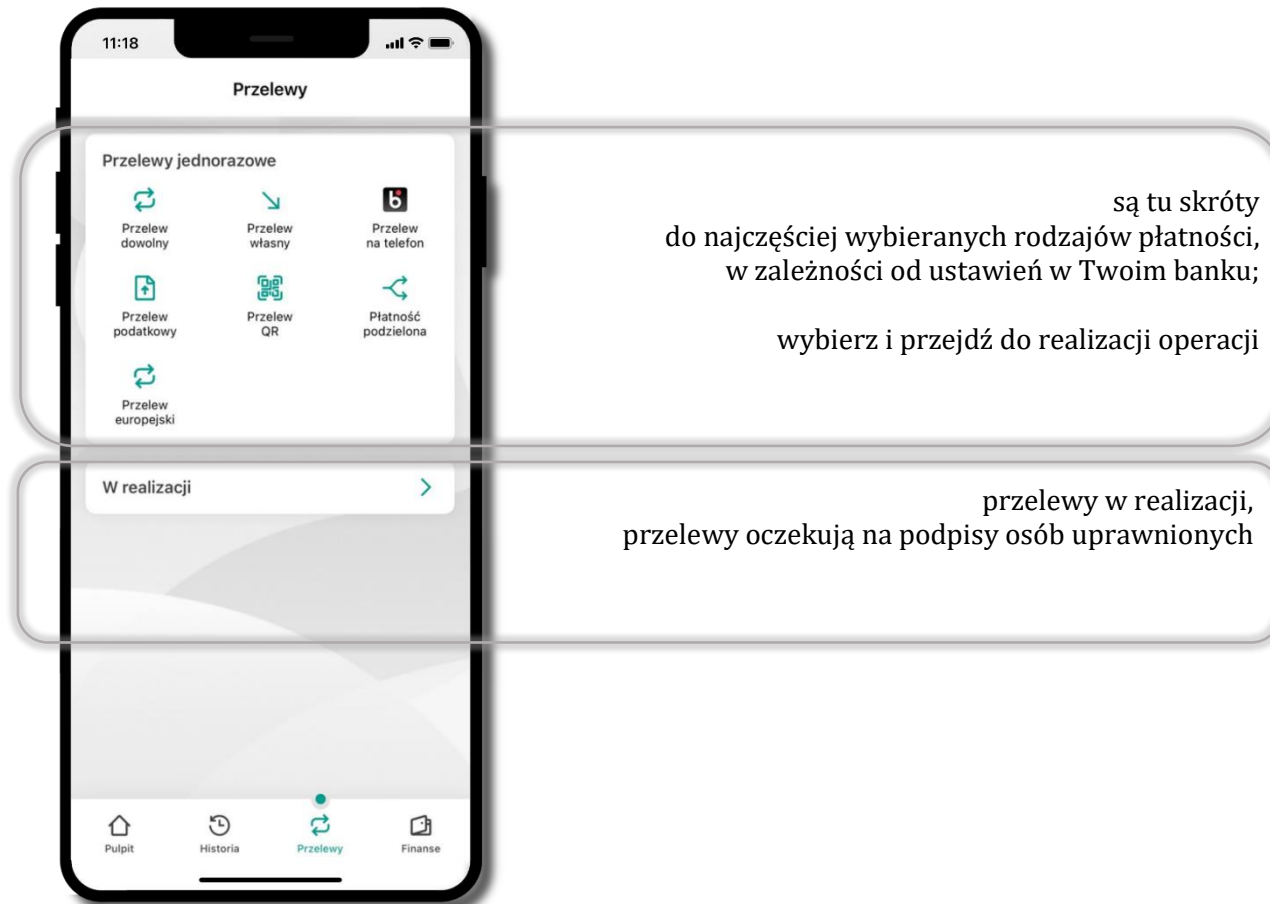 11:18
Przelewy
Przelewy jednorazowe
Przelew
dowolny
Przelew
własny
Przelew
na telefon
Przelew
podatkowy
Przelew
QR
Płatność
podzielona
Przelew
europejski
są tu skróty
do najczęściej wybieranych rodzajów płatności,
w zależności od ustawień w Twoim banku;
wybierz i przejdź do realizacji operacji
W realizacji
przelewy w realizacji,
przelewy oczekują na podpisy osób uprawnionych
Pulpit
Historia
Przelewy
Finanse